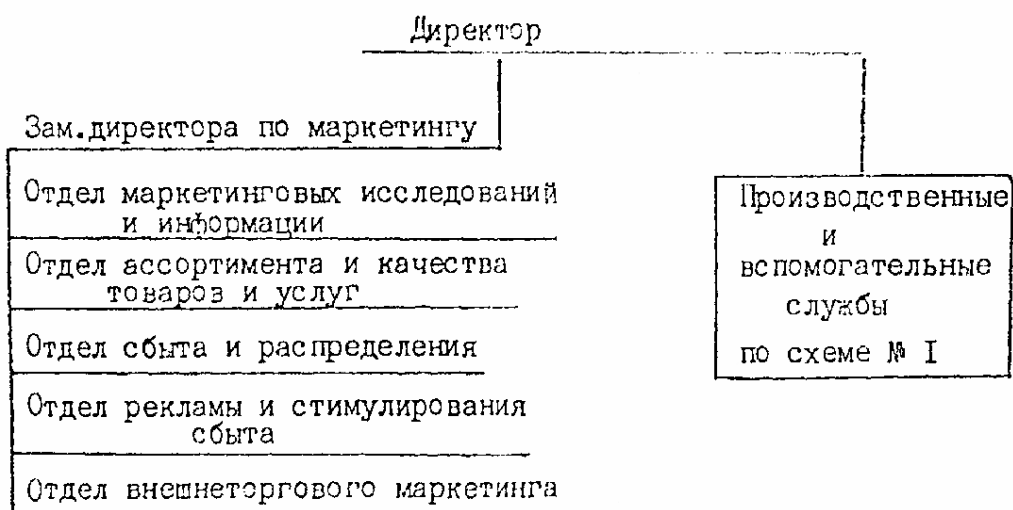 Директор
Зам.директора по маркетингу
Отдел маркетинговых исследований
и информации
Отдел ассортимента и качества
товаров и услуг
Отдел сбыта и распределения
Отдел рекламы и стимулирования
сбыта
Отдел внешнеторгового маркетинга
Производственные
и
вспомогательные
службы
по схеме № I